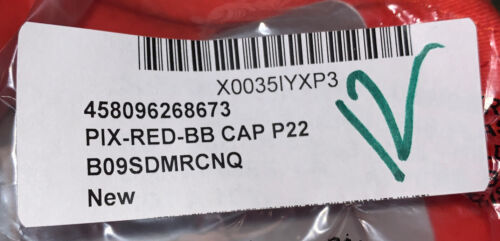 X0035IYXP3
458096268673
PIX-RED-BB CAP P22
B09SDMRCNQ
New